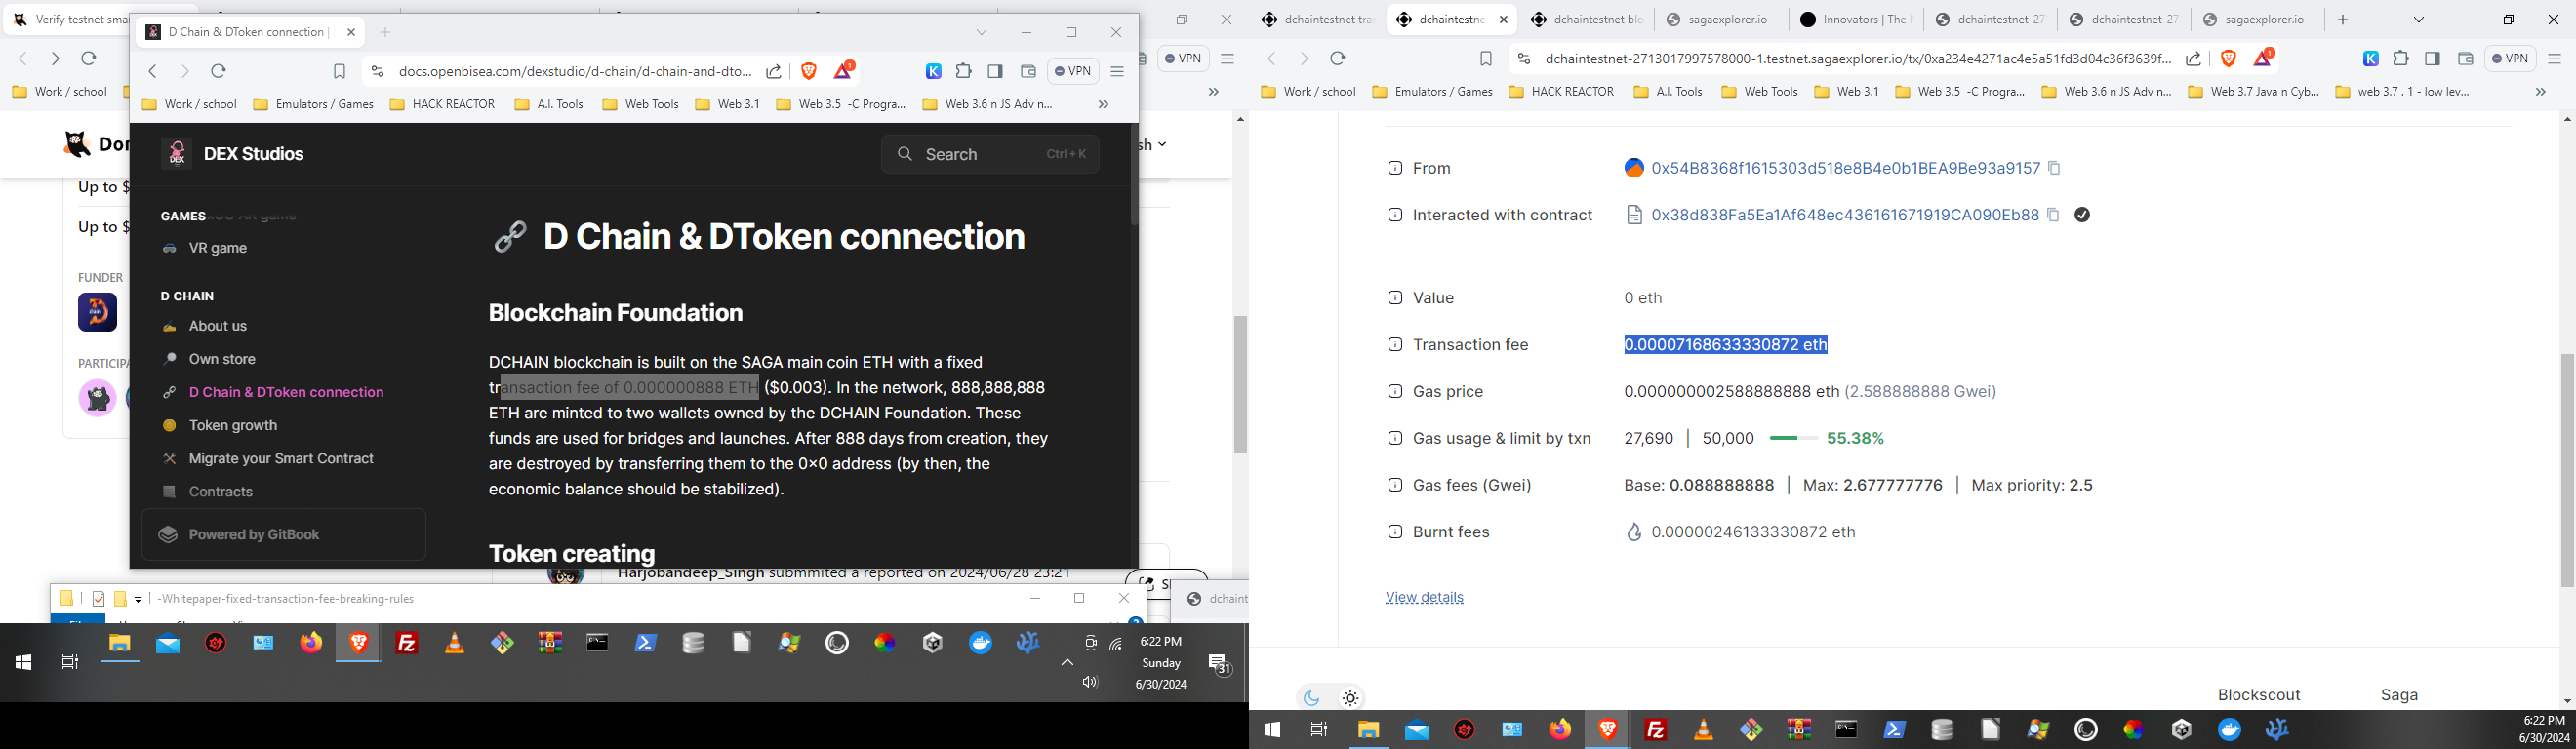 Verify testnet sma
D Chain & DToken connection |
docs.openbisea.com/dexstudio/d-chain/d-chain-and-dto...
VPN
VPN
Work / school
Work / school
Emulators / Games
HACK REACTOR
A.I. Tools
Web Tools
Web 3.1
Web 3.5 -C Progra...
Web 3.6 n JS Adv n...
»
»
Dor
sh
Up to $
Up to $
FUNDER
PARTICIPA
DEX Studios
Search
Ctrl + K
GAMES
VR game
D CHAIN
About us
Own store
D Chain & DToken connection
Token growth
Migrate your Smart Contract
Contracts
Powered by GitBook
D Chain & DToken connection
Blockchain Foundation
DCHAIN blockchain is built on the SAGA main coin ETH with a fixed
transaction fee of 0.000000888 ETH ($0.003). In the network, 888,888,888
ETH are minted to two wallets owned by the DCHAIN Foundation. These
funds are used for bridges and launches. After 888 days from creation, they
are destroyed by transferring them to the 0×0 address (by then, the
economic balance should be stabilized).
Token creating
Harjobandeep_Singh submmited a reported on 2024/06/28 23:21
-Whitepaper-fixed-transaction-fee-breaking-rules
dchaint
6:22 PM
Sunday
6/30/2024
31
dchaintestnet tra
dchaintestne
dchaintestnet blo
sagaexplorer.io
Innovators | The N
dchaintestnet-27
dchaintestnet-27
sagaexplorer.io
dchaintestnet-2713017997578000-1.testnet.sagaexplorer.io/tx/0xa234e4271ac4e5a51fd3d04c36f3639f...
VPN
Work / school
Emulators / Games
HACK REACTOR
A.I. Tools
Web Tools
Web 3.1
Web 3.5 -C Progra...
Web 3.6 n JS Adv n...
Web 3.7 Java n Cyb...
web 3.7 . 1 - low lev...
»
From
0x54B8368f1615303d518e8B4e0b1BEA9Be93a9157
Interacted with contract
0x38d838Fa5Ea1Af648ec436161671919CA090Eb88
Value
0 eth
Transaction fee
0.00007168633330872 eth
Gas price
0.000000002588888888 eth (2.588888888 Gwei)
Gas usage & limit by txn
27,690 | 50,000 55.38%
Gas fees (Gwei)
Base: 0.088888888 | Max: 2.677777776 | Max priority: 2.5
Burnt fees
0.00000246133330872 eth
View details
Blockscout
Saga
6:22 PM
6/30/2024